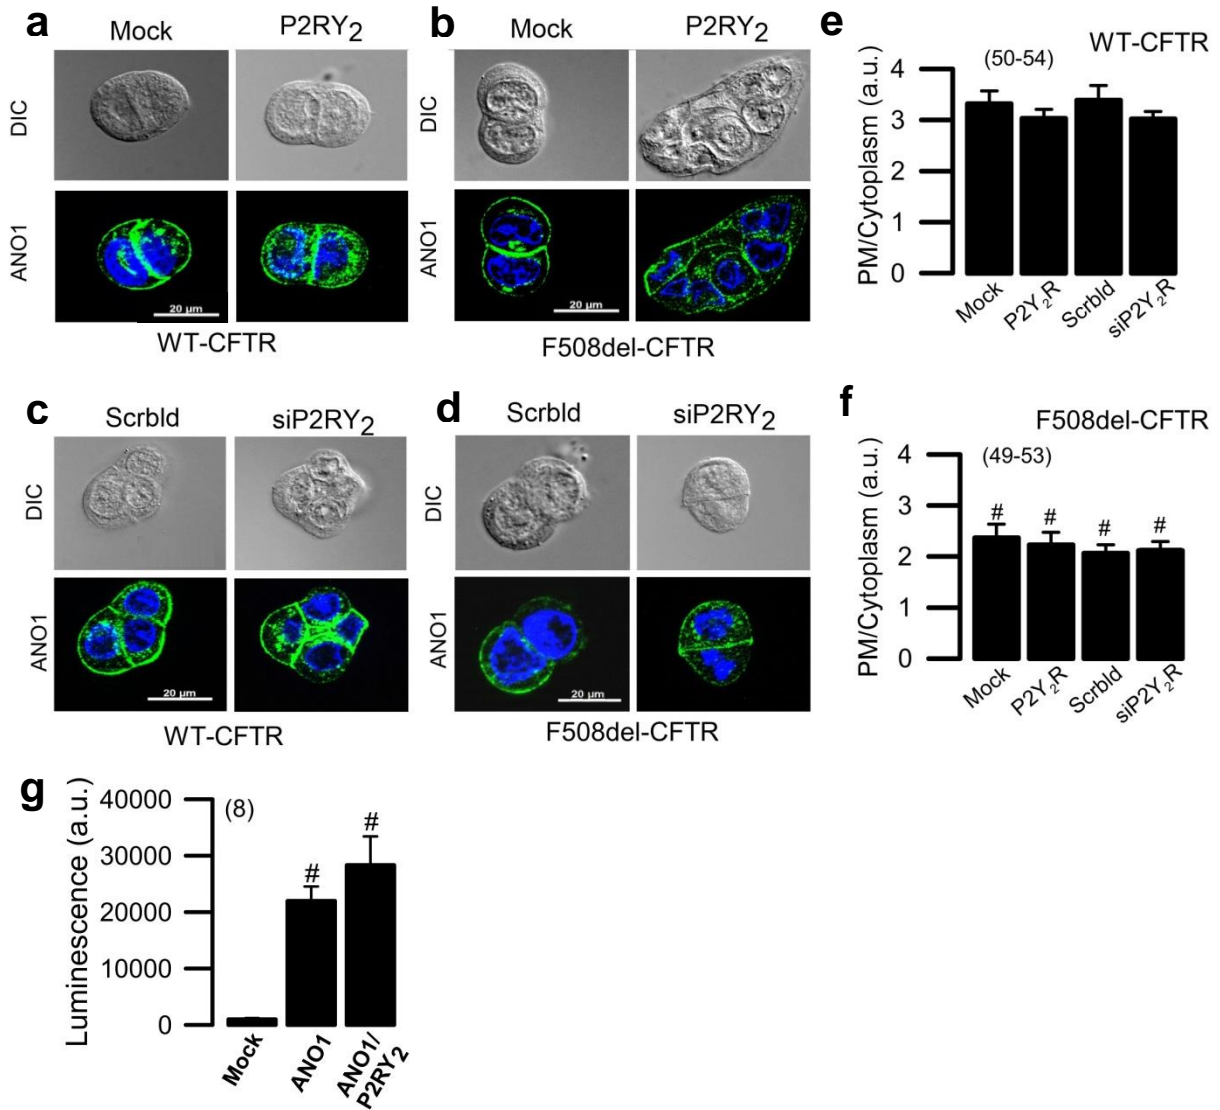 a
Mock
P2RY2
DIC
ANO1
20 µm
WT-CFTR
b
Mock
P2RY2
DIC
ANO1
20 µm
F508del-CFTR
e
WT-CFTR
(50-54)
PM/Cytoplasm (a.u.)
4
3
2
1
0
Mock
P2Y2R
Scrbld
siP2Y2R
c
Scrbld
siP2RY2
DIC
ANO1
20 µm
WT-CFTR
d
Scrbld
siP2RY2
DIC
ANO1
20 µm
F508del-CFTR
f
F508del-CFTR
(49-53)
PM/Cytoplasm (a.u.)
4
3
2
1
0
# # # #
Mock
P2Y2R
Scrbld
siP2Y2R
g
Luminescence (a.u.)
40000
30000
20000
10000
0
(8)
# #
Mock
ANO1
ANO1/
P2RY2